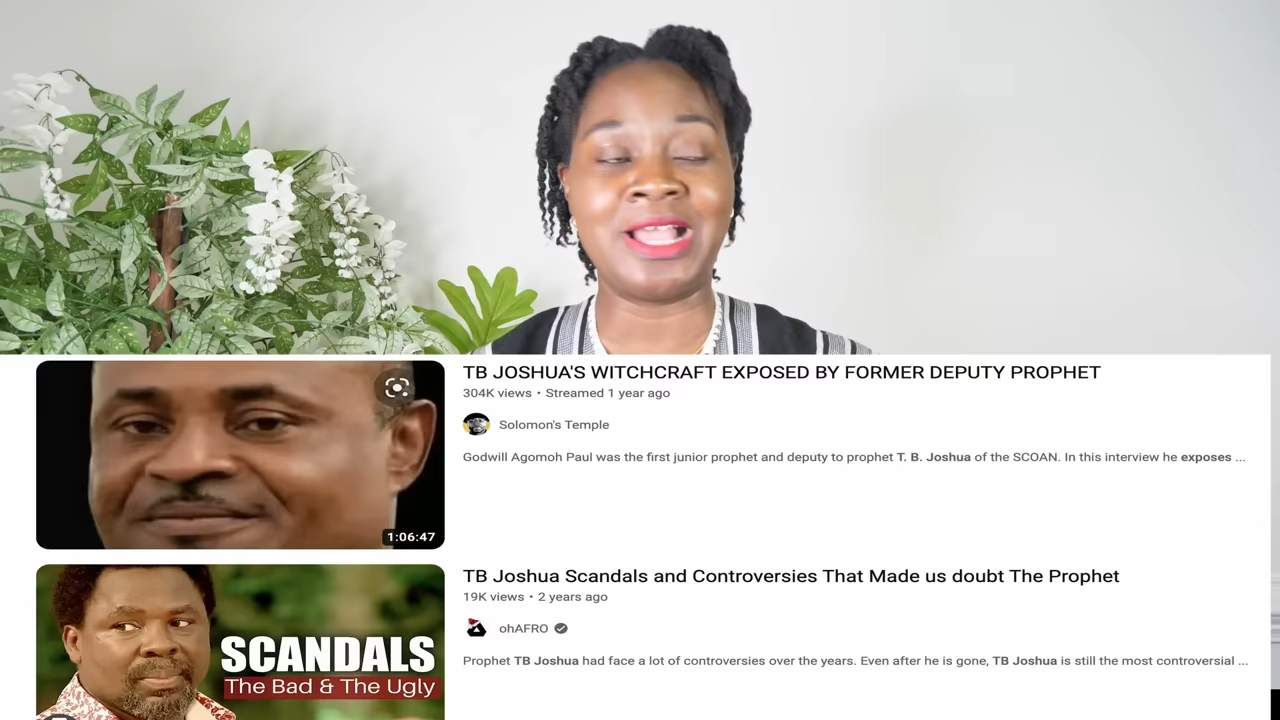 TB JOSHUA'S WITCHCRAFT EXPOSED BY FORMER DEPUTY PROPHET
304K views • Streamed 1 year ago
Solomon's Temple
Godwill Agomoh Paul was the first junior prophet and deputy to prophet T. B. Joshua of the SCOAN. In this interview he exposes ...
1:06:47
TB Joshua Scandals and Controversies That Made us doubt The Prophet
19K views • 2 years ago
ohAFRO
Prophet TB Joshua had face a lot of controversies over the years. Even after he is gone, TB Joshua is still the most controversial ...
SCANDALS
The Bad & The Ugly